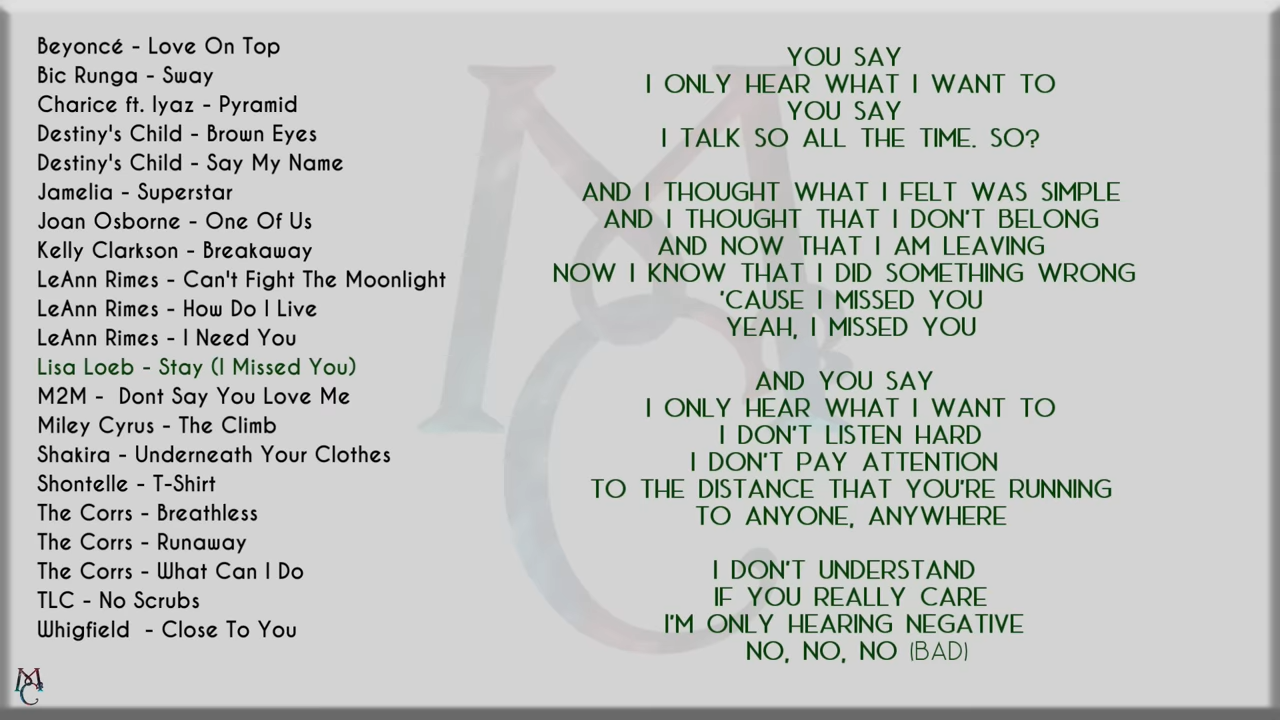 Beyoncé - Love On Top
Bic Runga - Sway
Charice ft. Iyaz - Pyramid
Destiny's Child - Brown Eyes
Destiny's Child - Say My Name
Jamelia - Superstar
Joan Osborne - One Of Us
Kelly Clarkson - Breakaway
LeAnn Rimes - Can't Fight The Moonlight
LeAnn Rimes - How Do I Live
LeAnn Rimes - I Need You
Lisa Loeb - Stay (I Missed You)
M2M -  Dont Say You Love Me
Miley Cyrus - The Climb
Shakira - Underneath Your Clothes
Shontelle - T-Shirt
The Corrs - Breathless
The Corrs - Runaway
The Corrs - What Can I Do
TLC - No Scrubs
Whigfield  - Close To You
YOU SAY
I ONLY HEAR WHAT I WANT TO
YOU SAY
I TALK SO ALL THE TIME. SO?
AND I THOUGHT WHAT I FELT WAS SIMPLE
AND I THOUGHT THAT I DON'T BELONG
AND NOW THAT I AM LEAVING
NOW I KNOW THAT I DID SOMETHING WRONG
'CAUSE I MISSED YOU
YEAH, I MISSED YOU
AND YOU SAY
I ONLY HEAR WHAT I WANT TO
I DON'T LISTEN HARD
I DON'T PAY ATTENTION
TO THE DISTANCE THAT YOU'RE RUNNING
TO ANYONE, ANYWHERE
I DON'T UNDERSTAND
IF YOU REALLY CARE
I'M ONLY HEARING NEGATIVE
NO, NO, NO (BAD)